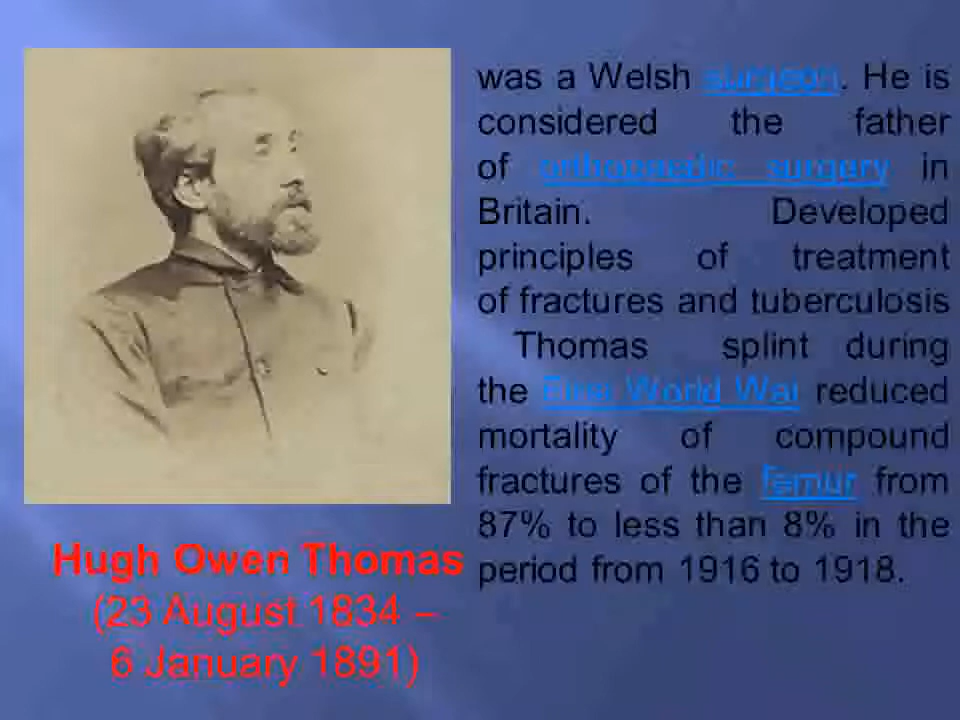 was a Welsh surgeon. He is
considered the father
of orthopaedic surgery in
Britain. Developed
principles of treatment
of fractures and tuberculosis
Thomas splint during
the First World War reduced
mortality of compound
fractures of the femur from
87% to less than 8% in the
period from 1916 to 1918.
Hugh Owen Thomas
(23 August 1834 –
6 January 1891)